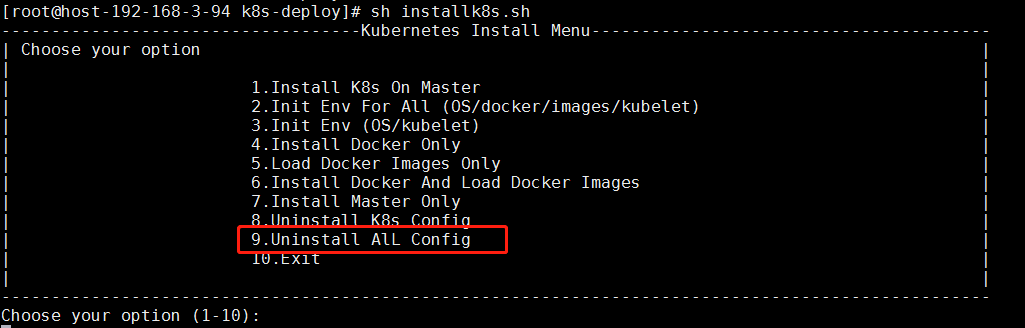 [root@host-192-168-3-94 k8s-deploy]# sh installk8s.sh
------------------------------------Kubernetes Install Menu----------------------------------------
| Choose your option |
| |
| 1.Install K8s On Master |
| 2.Init Env For All (OS/docker/images/kubelet) |
| 3.Init Env (OS/kubelet) |
| 4.Install Docker Only |
| 5.Load Docker Images Only |
| 6.Install Docker And Load Docker Images |
| 7.Install Master Only |
| 8.Uninstall K8s Config |
| 9.Uninstall AlL Config |
| 10.Exit |
| |
---------------------------------------------------------------------------------------------------
Choose your option (1-10):